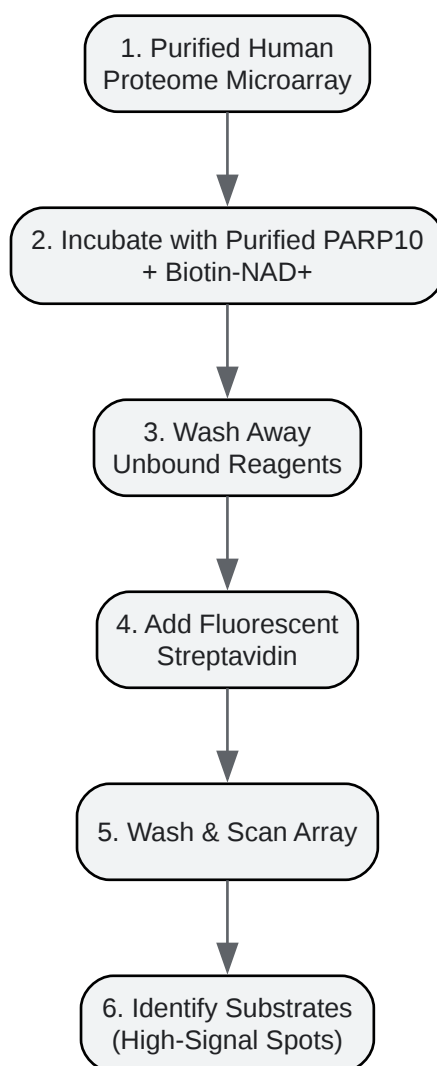 1. Purified Human
Proteome Microarray
2. Incubate with Purified PARP10
+ Biotin-NAD+
3. Wash Away
Unbound Reagents
4. Add Fluorescent
Streptavidin
5. Wash & Scan Array
6. Identify Substrates
(High-Signal Spots)